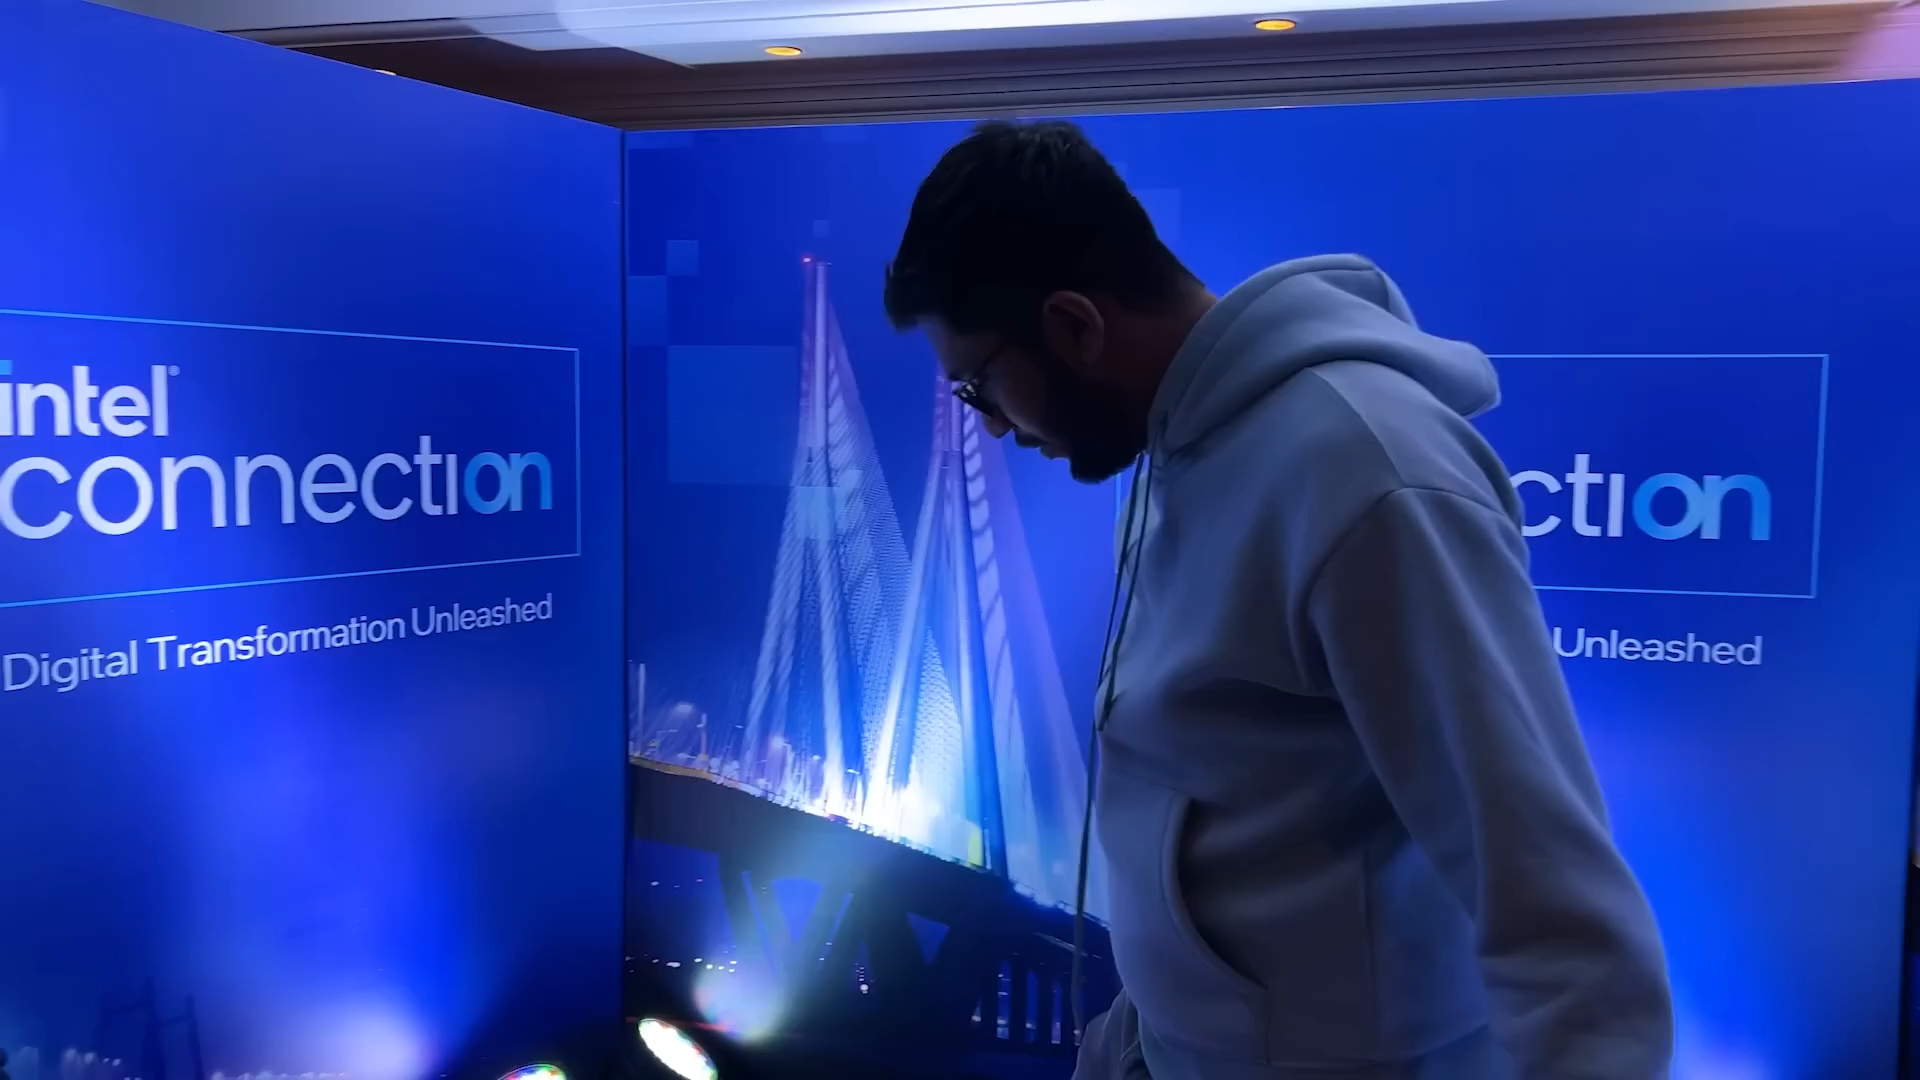 intel
connection
Digital Transformation Unleashed
ction
Unleashed